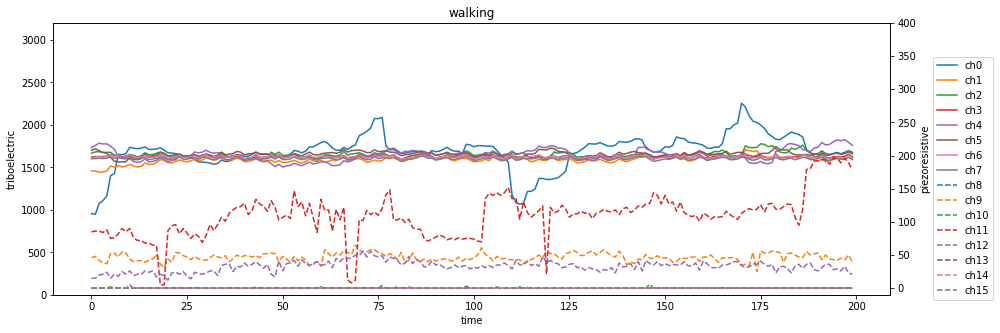 walking
triboelectric
3000
2500
2000
1500
1000
500
0
0
25
50
75
100
125
150
175
200
time
400
350
300
250
200
150
100
50
0
piezoresistive
ch0
ch1
ch2
ch3
ch4
ch5
ch6
ch7
ch8
ch9
ch10
ch11
ch12
ch13
ch14
ch15